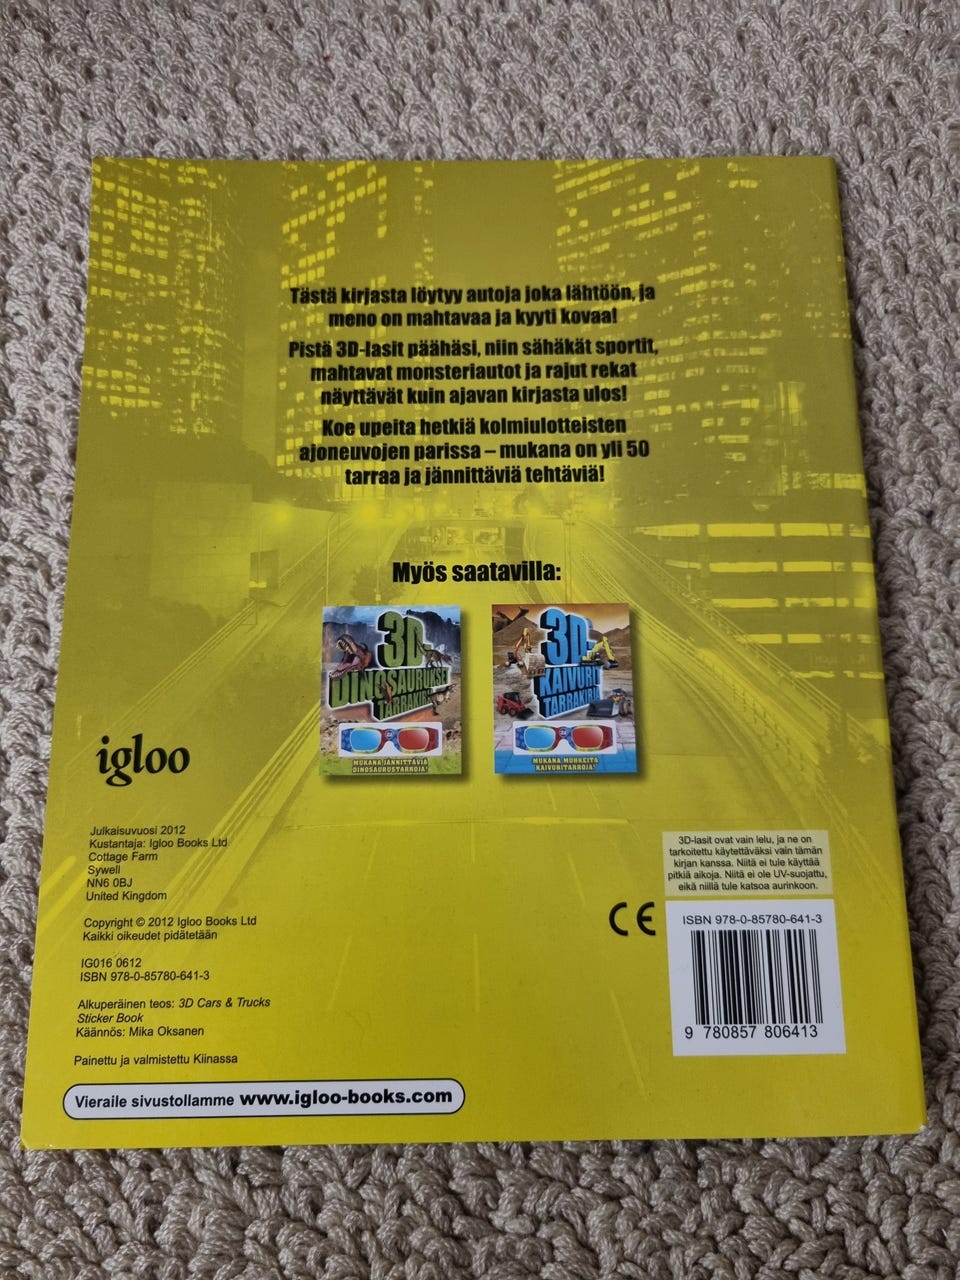 Tästä kirjasta löytyy autoja joka lähtöön, ja
meno on mahtavaa ja kyyti kovaa!
Pistä 3D-lasit päähäsi, niin sähäkät sportit,
mahtavat monsteriautot ja rajut rekat
näyttävät kuin ajavan kirjasta ulos!
Koe upeita hetkiä kolmiulotteisten
ajoneuvojen parissa – mukana on yli 50
tarraa ja jännittäviä tehtäviä!
Myös saatavilla:
3D
DINOSAURUKSET
TARRAKIRJA
MUKANA JÄNNITTÄVIÄ
DINOSAURUSTARROJA!
3D
KAIVURIT
TARRAKIRJA
MUKANA MUHKEITA
KAIVURITARROJA!
igloo
Julkaisuvuosi 2012
Kustantaja: Igloo Books Ltd
Cottage Farm
Sywell
NN6 0BJ
United Kingdom
Copyright © 2012 Igloo Books Ltd
Kaikki oikeudet pidätetään
IG016 0612
ISBN 978-0-85780-641-3
Alkuperäinen teos: 3D Cars & Trucks
Sticker Book
Käännös: Mika Oksanen
Painettu ja valmistettu Kiinassa
Vieraile sivustollamme www.igloo-books.com
3D-lasit ovat vain lelu, ja ne on
tarkoitettu käytettäväksi vain tämän
kirjan kanssa. Niitä ei tule käyttää
pitkiä aikoja. Niitä ei ole UV-suojattu,
eikä niillä tule katsoa aurinkoon.
CE
ISBN 978-0-85780-641-3
9 780857 806413